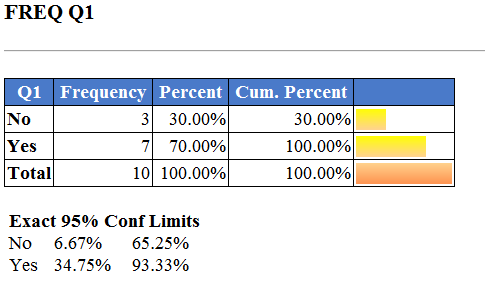 FREQ Q1
Q1 Frequency Percent Cum. Percent
No 3 30.00% 30.00%
Yes 7 70.00% 100.00%
Total 10 100.00% 100.00%
Exact 95% Conf Limits
No 6.67% 65.25%
Yes 34.75% 93.33%